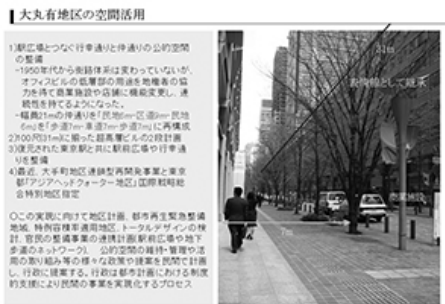 大丸有地区の空間活用
1)駅広場とつなぐ行幸通りと仲通りの公的空間
の整備
-1950年代から街路体系は変わっていないが、
オフィスビルの低層部の用途を地権者の協
力を得て商業施設や店舗に機能変更し、連
続性を持てるようになった。
-幅員21mの仲通りを「民地6m-区道9m-民地
6m」を「歩道7m-車道7m-歩道7m」に再構成
2)100尺(31m)に揃った超高層ビルの2段計画
3)復元された東京駅と共に駅前広場や行幸通
りを整備
4)最近、大手町地区連鎖型再開発事業と東京
都「アジアヘッドクォーター地区」国際戦略総
合特別地区指定
〇この実現に向けて地区計画、都市再生緊急整備
地域、特例容積率適用地区、トータルデザインの検
討、官民の整備事業の連携計画(駅前広場や地下
歩道のネットワーク)、公的空間の維持・管理や活
用の取り組み等の様々な政策や提案を民間で計画
し、行政に提案する。行政は都市計画における制度
的支援により民間の事業を実現化するプロセス
31m
表情線として継承
7m